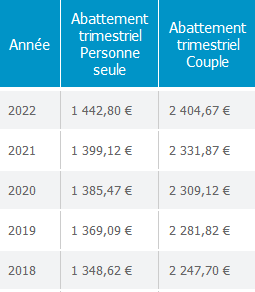 Année
Abattement
trimestriel
Personne
seule
Abattement
trimestriel
Couple
2022 1 442,80 € 2 404,67 €
2021 1 399,12 € 2 331,87 €
2020 1 385,47 € 2 309,12 €
2019 1 369,09 € 2 281,82 €
2018 1 348,62 € 2 247,70 €